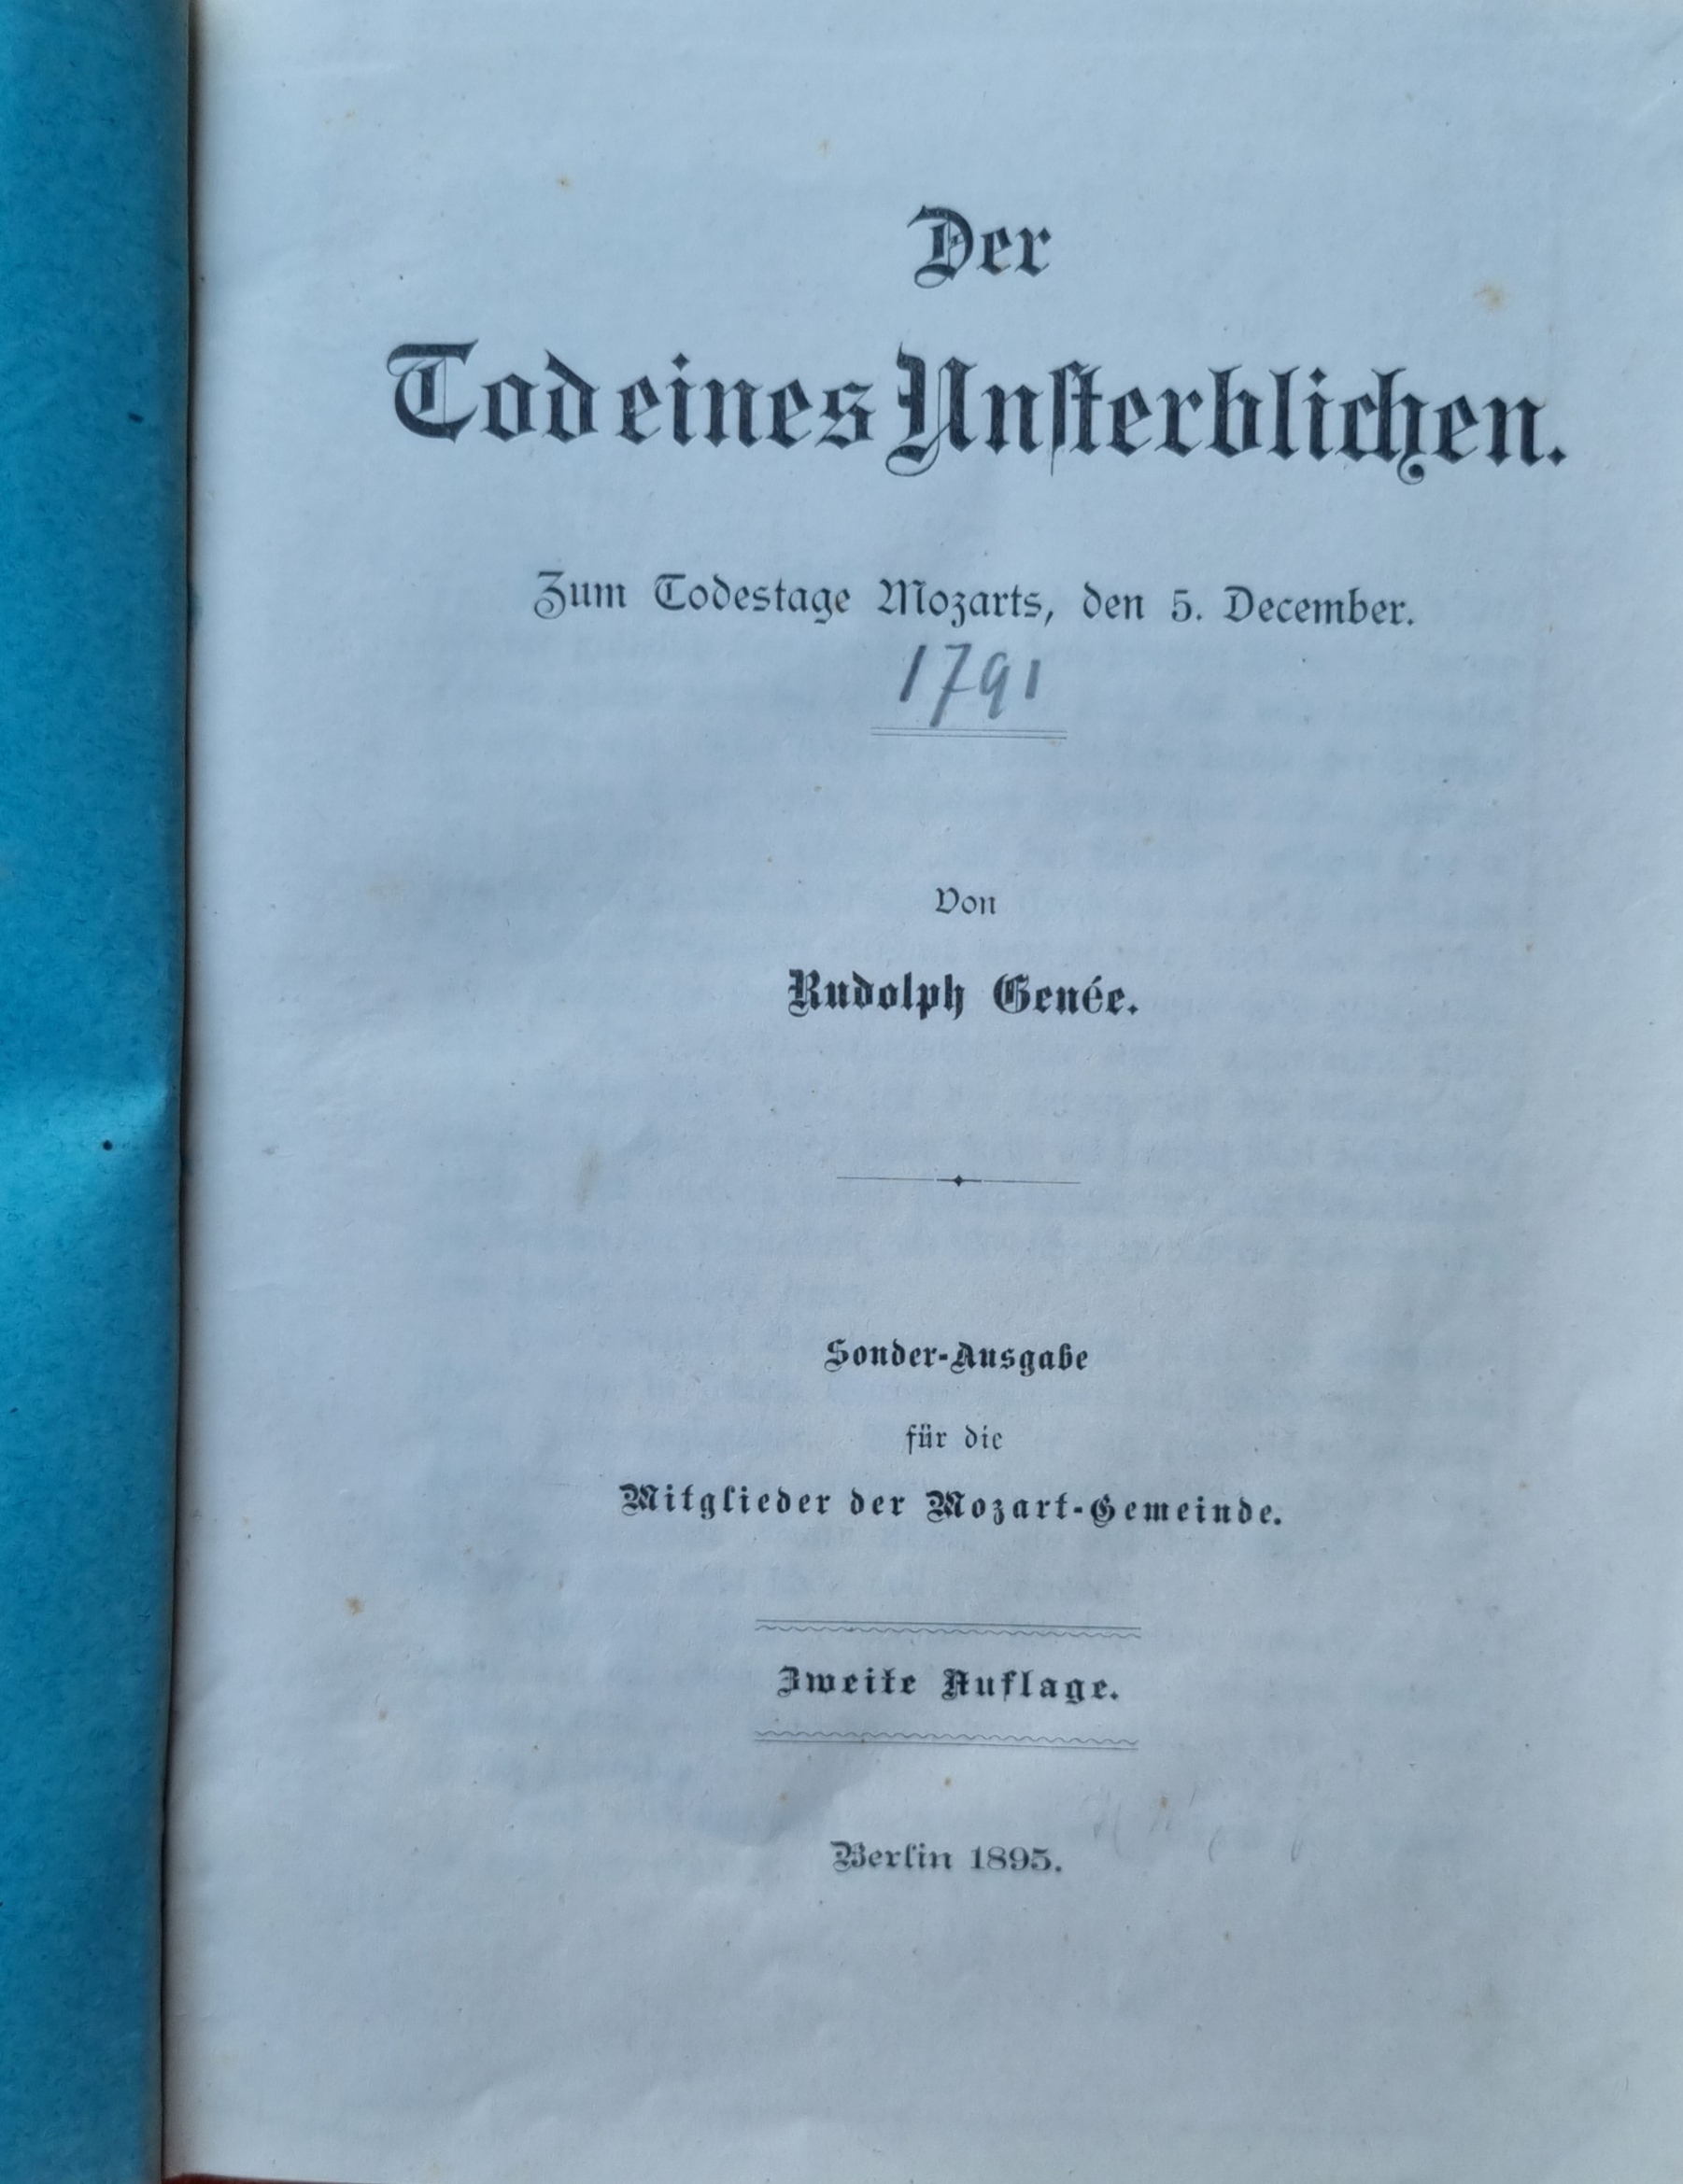 Der
Tod eines Unsterblichen.
Zum Todestage Mozarts, den 5. December.
1791
Von
Rudolph Genée.
Sonder-Ausgabe
für die
Mitglieder der Mozart-Gemeinde.
Zweite Auflage.
Berlin 1895.